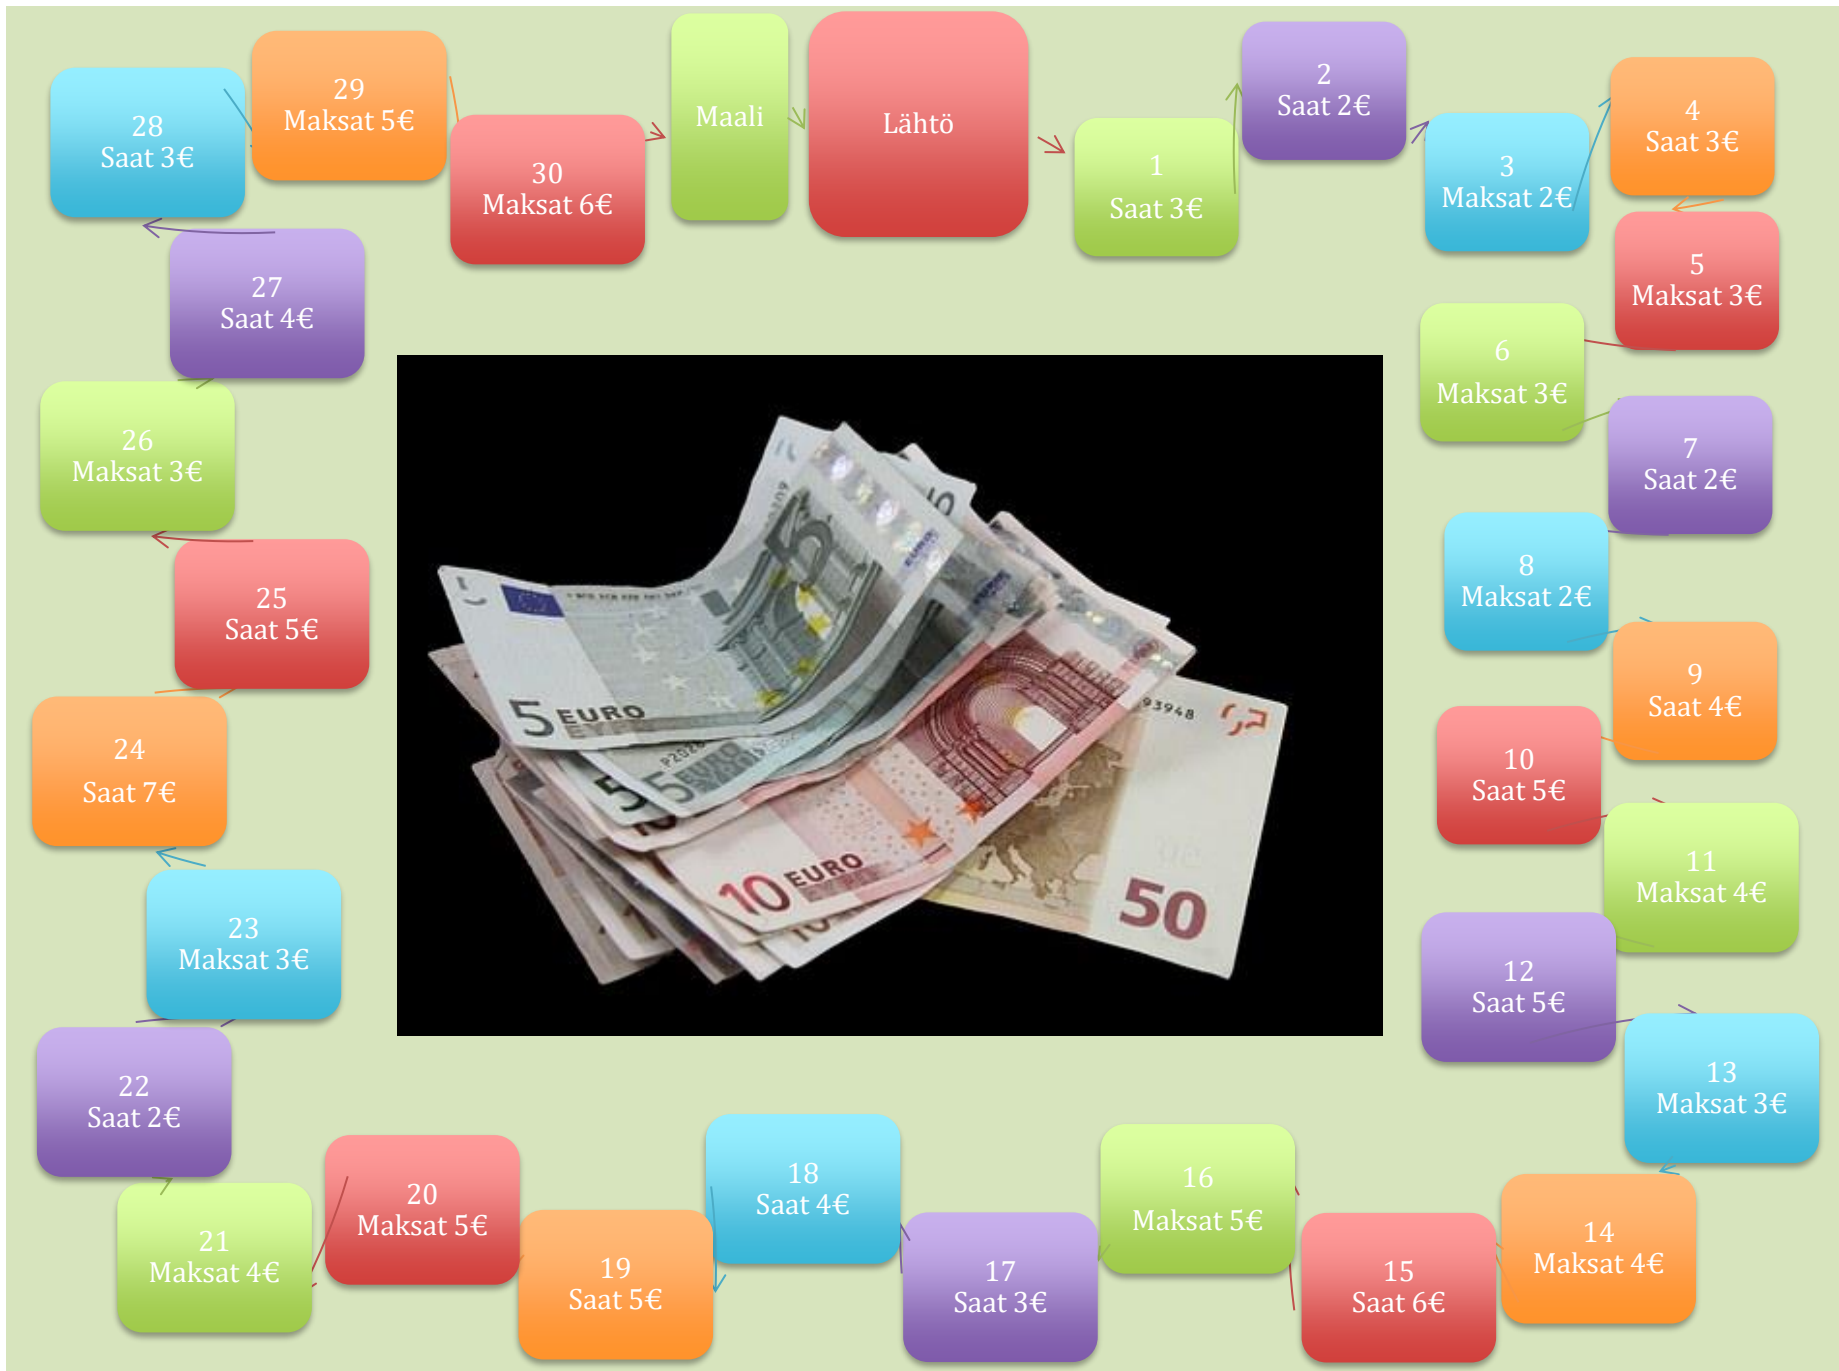 Lähtö
1
Saat 3€
2
Saat 2€
3
Maksat 2€
4
Saat 3€
5
Maksat 3€
6
Maksat 3€
7
Saat 2€
8
Maksat 2€
9
Saat 4€
10
Saat 5€
11
Maksat 4€
12
Saat 5€
13
Maksat 3€
14
Maksat 4€
15
Saat 6€
16
Maksat 5€
17
Saat 3€
18
Saat 4€
19
Saat 5€
20
Maksat 5€
21
Maksat 4€
22
Saat 2€
23
Maksat 3€
24
Saat 7€
25
Saat 5€
26
Maksat 3€
27
Saat 4€
28
Saat 3€
29
Maksat 5€
30
Maksat 6€
Maali
5 EURO
5
5
10 EURO
50
93948